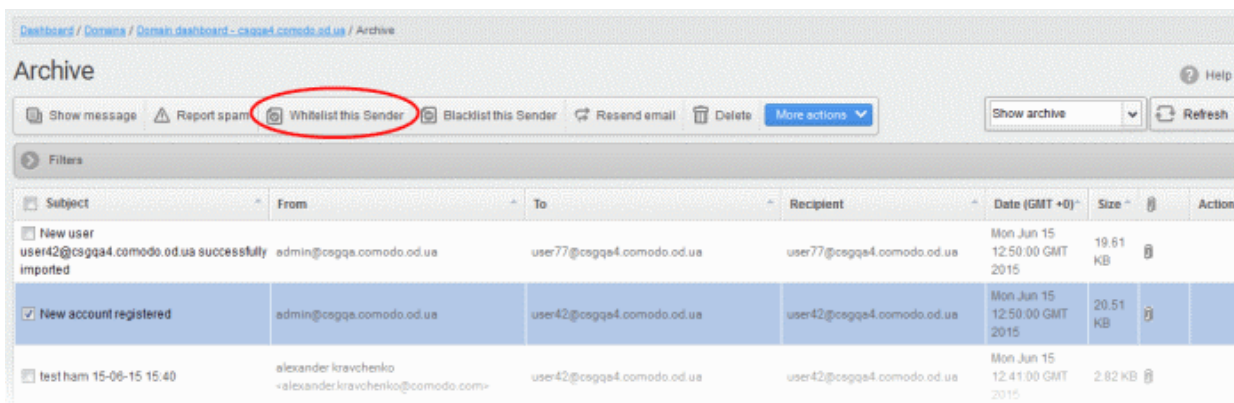 Dashboard / Domains / Domain dashboard - csgqa4.comodo.od.ua / Archive
Archive
Help
Show message Report spam Whitelist this Sender Blacklist this Sender Resend email Delete More actions Show archive Refresh
Filters
Subject From To Recipient Date (GMT +0) Size Action
New user
user42@csgqa4.comodo.od.ua successfully
imported
admin@csgqa.comodo.od.ua
user77@csgqa4.comodo.od.ua
user77@csgqa4.comodo.od.ua
Mon Jun 15
12:50:00 GMT
2015
19.61
KB
New account registered
admin@csgqa.comodo.od.ua
user42@csgqa4.comodo.od.ua
user42@csgqa4.comodo.od.ua
Mon Jun 15
12:50:00 GMT
2015
20.51
KB
test ham 15-06-15 15:40
alexander kravchenko
<alexander.kravchenko@comodo.com>
user42@csgqa4.comodo.od.ua
user42@csgqa4.comodo.od.ua
Mon Jun 15
12:41:00 GMT
2015
2.82 KB